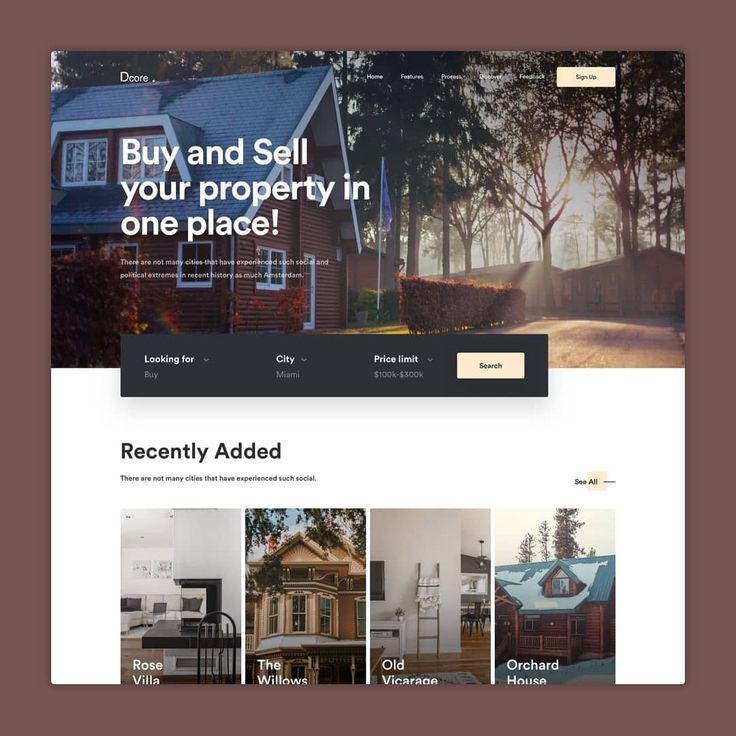 Dcore .
Home Features Process Discover Feedback Sign Up
Buy and Sell
your property in
one place!
There are not many cities that have experienced such social and
political extremes in recent history as much Amsterdam.
Looking for City Price limit
Buy Miami $100k-$300k
Search
Recently Added
There are not many cities that have experienced such social.
See All
Rose
Villa
The
Willows
Old
Vicarage
Orchard
House